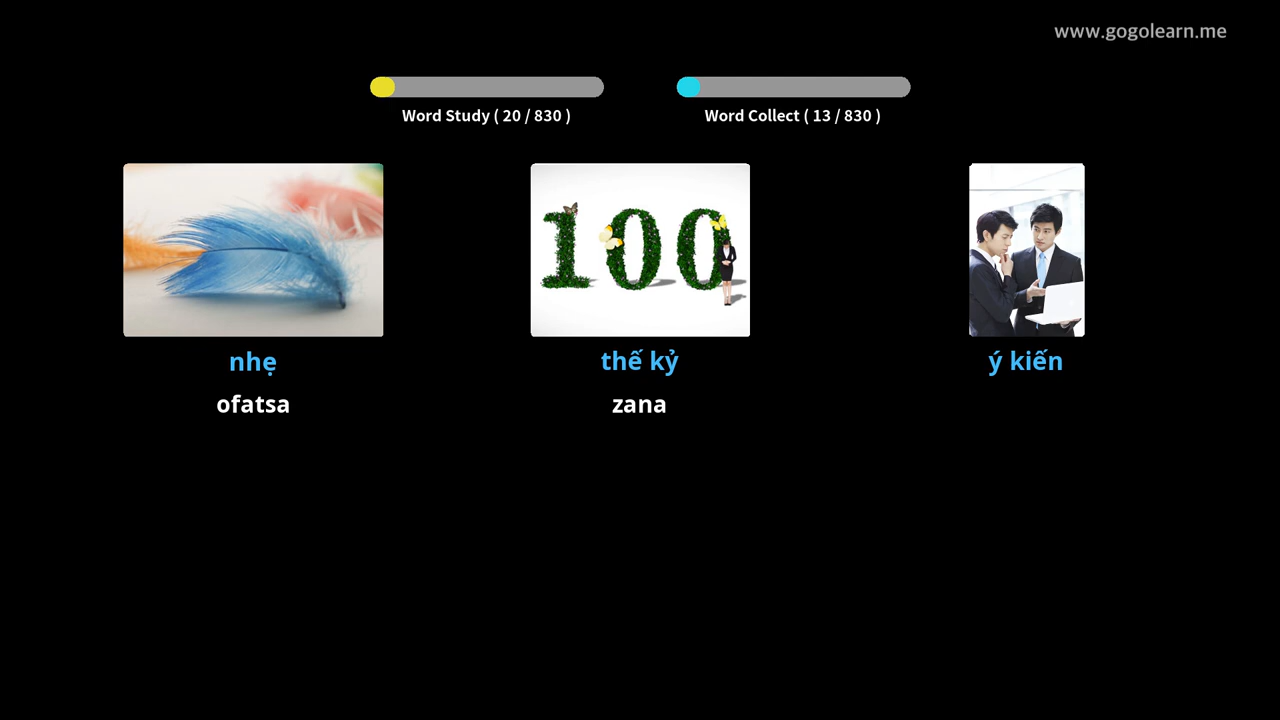 www.gogolearn.me
Word Study ( 20 / 830 )
Word Collect ( 13 / 830 )
100
nhẹ
thế kỷ
ý kiến
ofatsa
zana